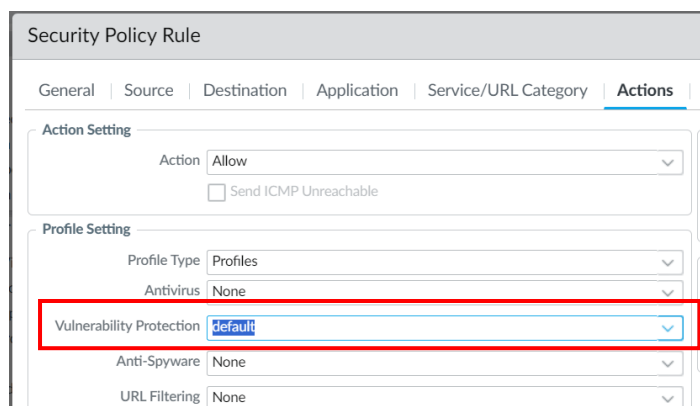 Security Policy Rule
General Source Destination Application Service/URL Category Actions
Action Setting
Action Allow
Send ICMP Unreachable
Profile Setting
Profile Type Profiles
Antivirus None
Vulnerability Protection default
Anti-Spyware None
URL Filtering None